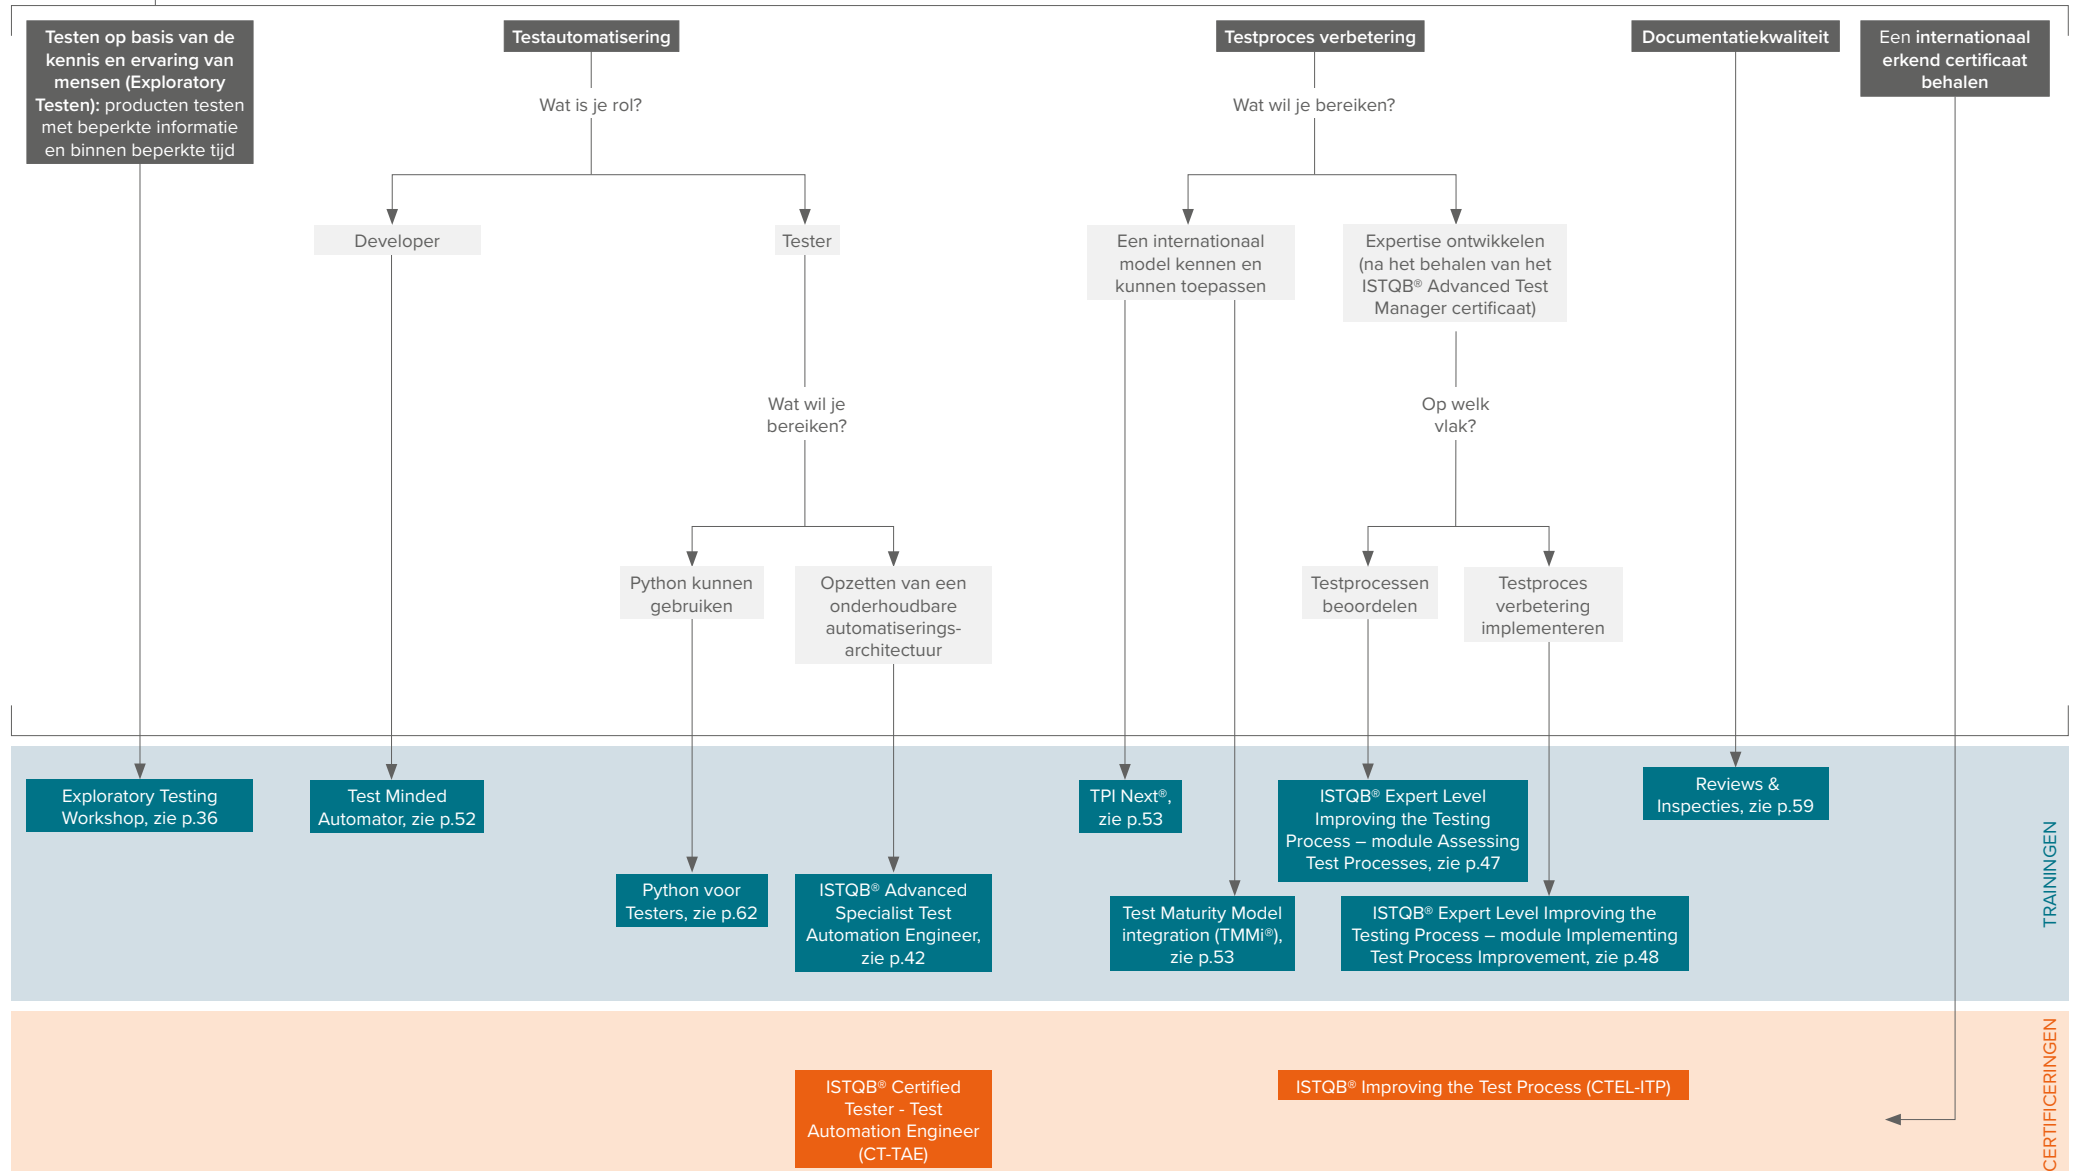 Testen op basis van de
kennis en ervaring van
mensen (Exploratory
Testen): producten testen
met beperkte informatie
en binnen beperkte tijd
Testautomatisering
Testproces verbetering
Documentatiekwaliteit
Een internationaal
erkend certificaat
behalen
Wat is je rol?
Wat wil je bereiken?
Developer
Tester
Een internationaal
model kennen en
kunnen toepassen
Expertise ontwikkelen
(na het behalen van het
ISTQB® Advanced Test
Manager certificaat)
Wat wil je
bereiken?
Op welk
vlak?
Python kunnen
gebruiken
Opzetten van een
onderhoudbare
automatiserings-
architectuur
Testprocessen
beoordelen
Testproces
verbetering
implementeren
Exploratory Testing
Workshop, zie p.36
Test Minded
Automator, zie p.52
TPI Next®,
zie p.53
ISTQB® Expert Level
Improving the Testing
Process – module Assessing
Test Processes, zie p.47
Reviews &
Inspecties, zie p.59
Python voor
Testers, zie p.62
ISTQB® Advanced
Specialist Test
Automation Engineer,
zie p.42
Test Maturity Model
integration (TMMi®),
zie p.53
ISTQB® Expert Level Improving the
Testing Process – module Implementing
Test Process Improvement, zie p.48
TRAININGEN
ISTQB® Certified
Tester - Test
Automation Engineer
(CT-TAE)
ISTQB® Improving the Test Process (CTEL-ITP)
CERTIFICERINGEN